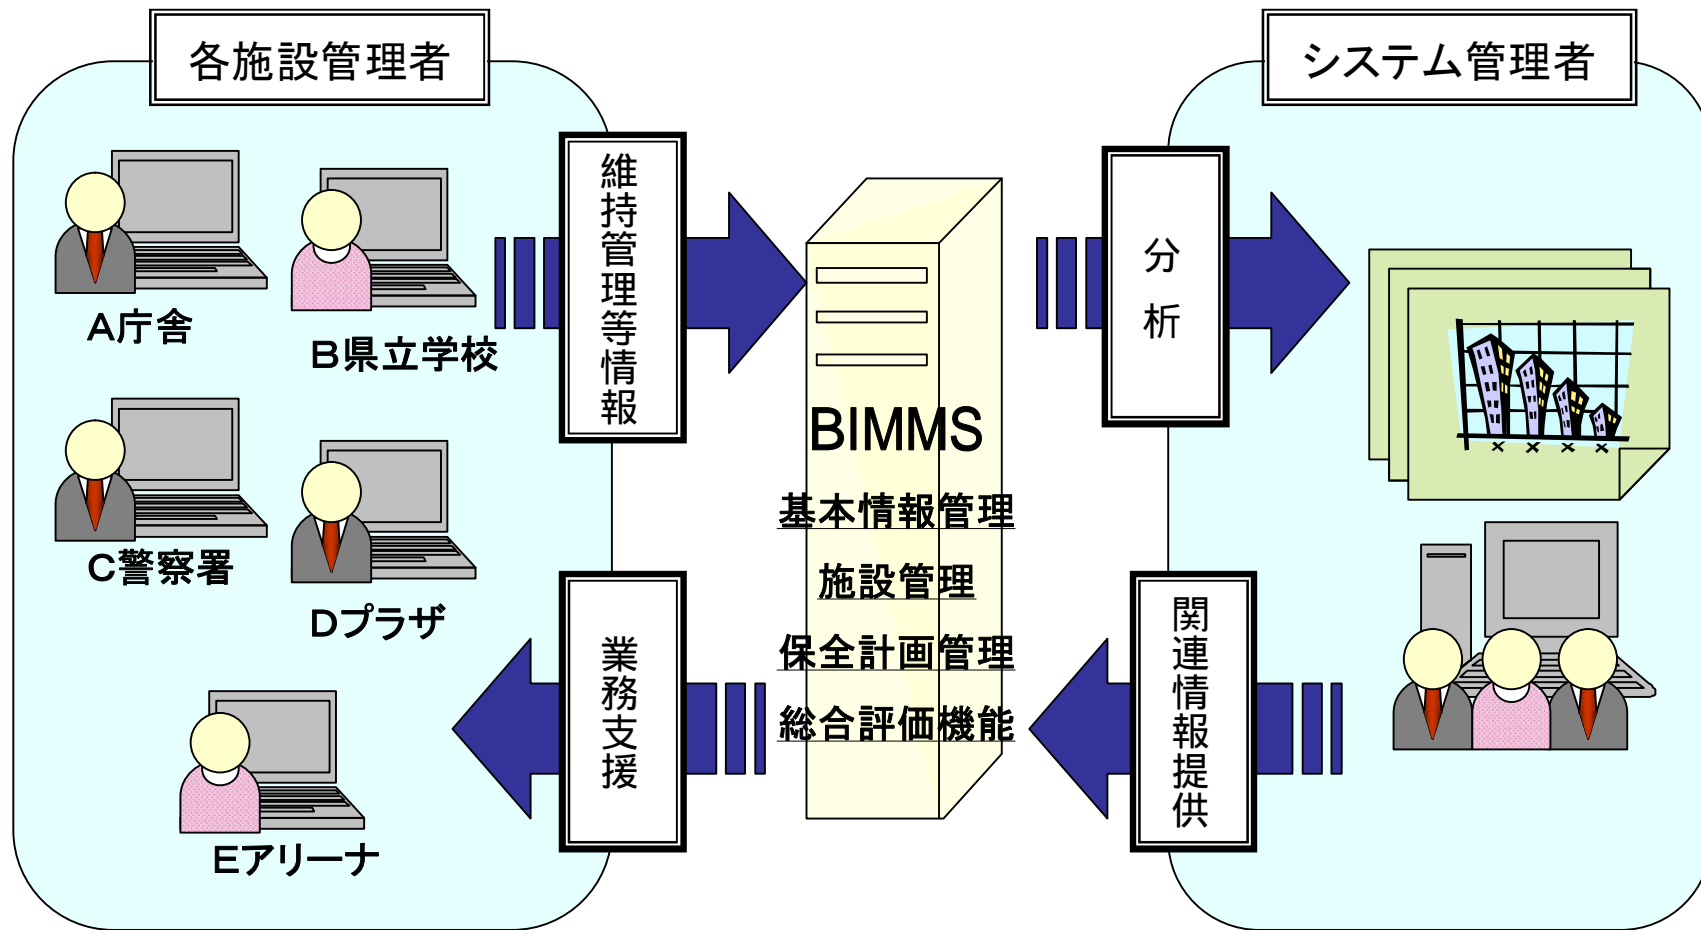 各施設管理者
システム管理者
維持管理等情報
分析
A庁舎
B県立学校
C警察署
Dプラザ
Eアリーナ
BIMMS
基本情報管理
施設管理
保全計画管理
総合評価機能
業務支援
関連情報提供